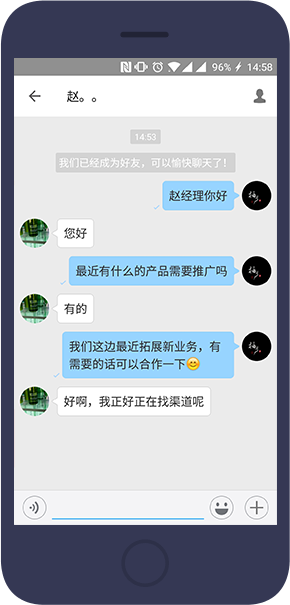 96% 14:58
赵。。
14:53
我们已经成为好友，可以愉快聊天了！
赵经理你好
您好
最近有什么的产品需要推广吗
有的
我们这边最近拓展新业务，有
需要的话可以合作一下😊
好啊，我正好正在找渠道呢